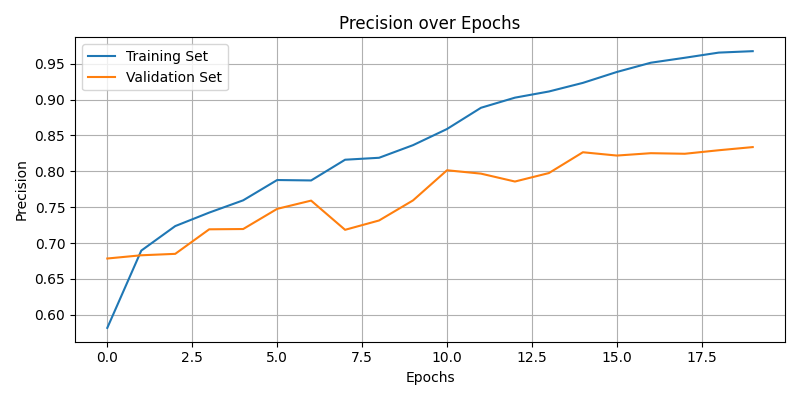 Precision over Epochs
Training Set
Validation Set
Precision
0.95
0.90
0.85
0.80
0.75
0.70
0.65
0.60
0.0 2.5 5.0 7.5 10.0 12.5 15.0 17.5
Epochs